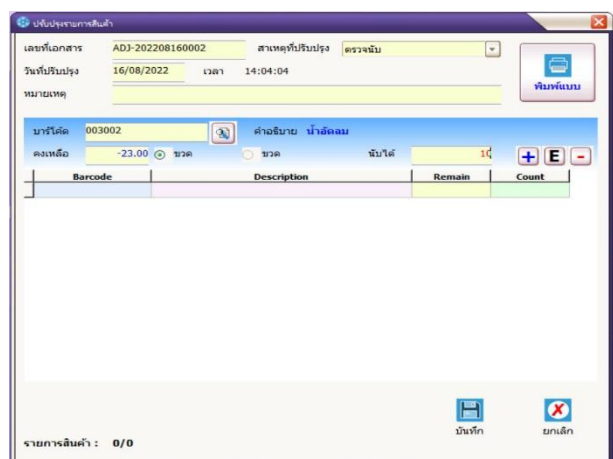 ปรับปรุงรายการสินค้า
เลขที่เอกสาร ADJ-202208160002 สาเหตุที่ปรับปรุง ตรวจนับ
วันที่ปรับปรุง 16/08/2022 เวลา 14:04:04
หมายเหตุ
พิมพ์แบบ
บาร์โค้ด 003002 คำอธิบาย น้ำอัดลม
คงเหลือ -23.00 ขวด ขวด นับได้ 10
+ E -
Barcode Description Remain Count
บันทึก ยกเลิก
รายการสินค้า : 0/0